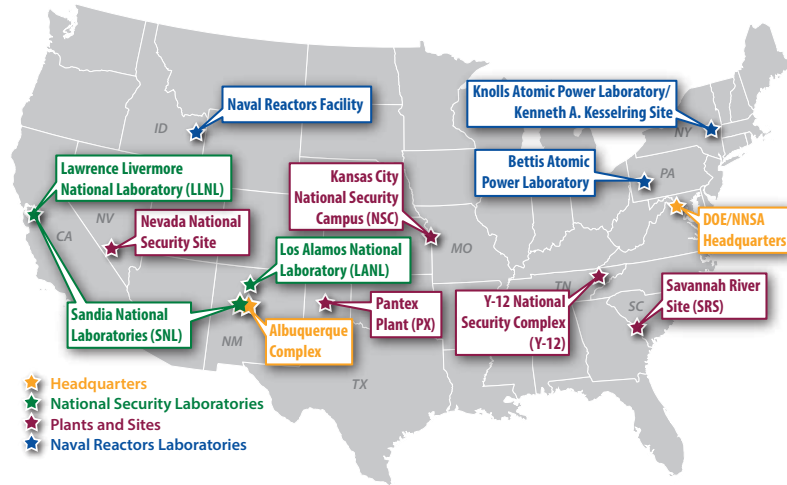 Naval Reactors Facility
Knolls Atomic Power Laboratory/
Kenneth A. Kesselring Site
ID
NY
Bettis Atomic
Power Laboratory
PA
Lawrence Livermore
National Laboratory (LLNL)
Kansas City
National Security
Campus (NSC)
DOE/NNSA
Headquarters
NV
CA
Nevada National
Security Site
MO
Los Alamos National
Laboratory (LANL)
TN
Savannah River
Site (SRS)
SC
Sandia National
Laboratories (SNL)
Pantex
Plant (PX)
Y-12 National
Security Complex
(Y-12)
Albuquerque
Complex
NM
TX
Headquarters
National Security Laboratories
Plants and Sites
Naval Reactors Laboratories